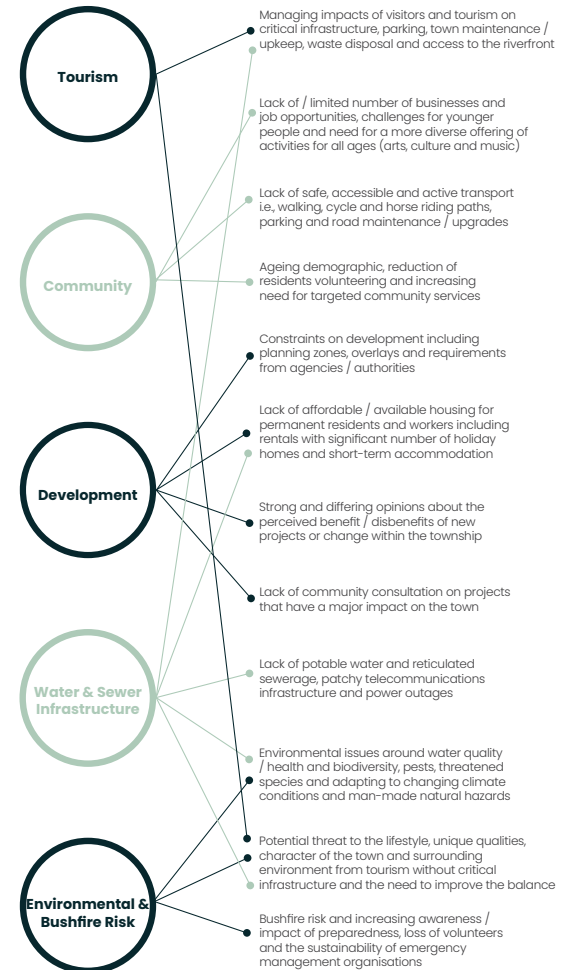 Tourism
Managing impacts of visitors and tourism on
critical infrastructure, parking, town maintenance /
upkeep, waste disposal and access to the riverfront
Lack of / limited number of businesses and
job opportunities, challenges for younger
people and need for a more diverse offering of
activities for all ages (arts, culture and music)
Community
Lack of safe, accessible and active transport
i.e., walking, cycle and horse riding paths,
parking and road maintenance / upgrades
Ageing demographic, reduction of
residents volunteering and increasing
need for targeted community services
Constraints on development including
planning zones, overlays and requirements
from agencies / authorities
Development
Lack of affordable / available housing for
permanent residents and workers including
rentals with significant number of holiday
homes and short-term accommodation
Strong and differing opinions about the
perceived benefit / disbenefits of new
projects or change within the township
Lack of community consultation on projects
that have a major impact on the town
Water & Sewer
Infrastructure
Lack of potable water and reticulated
sewerage, patchy telecommunications
infrastructure and power outages
Environmental issues around water quality
/ health and biodiversity, pests, threatened
species and adapting to changing climate
conditions and man-made natural hazards
Environmental &
Bushfire Risk
Potential threat to the lifestyle, unique qualities,
character of the town and surrounding
environment from tourism without critical
infrastructure and the need to improve the balance
Bushfire risk and increasing awareness /
impact of preparedness, loss of volunteers
and the sustainability of emergency
management organisations